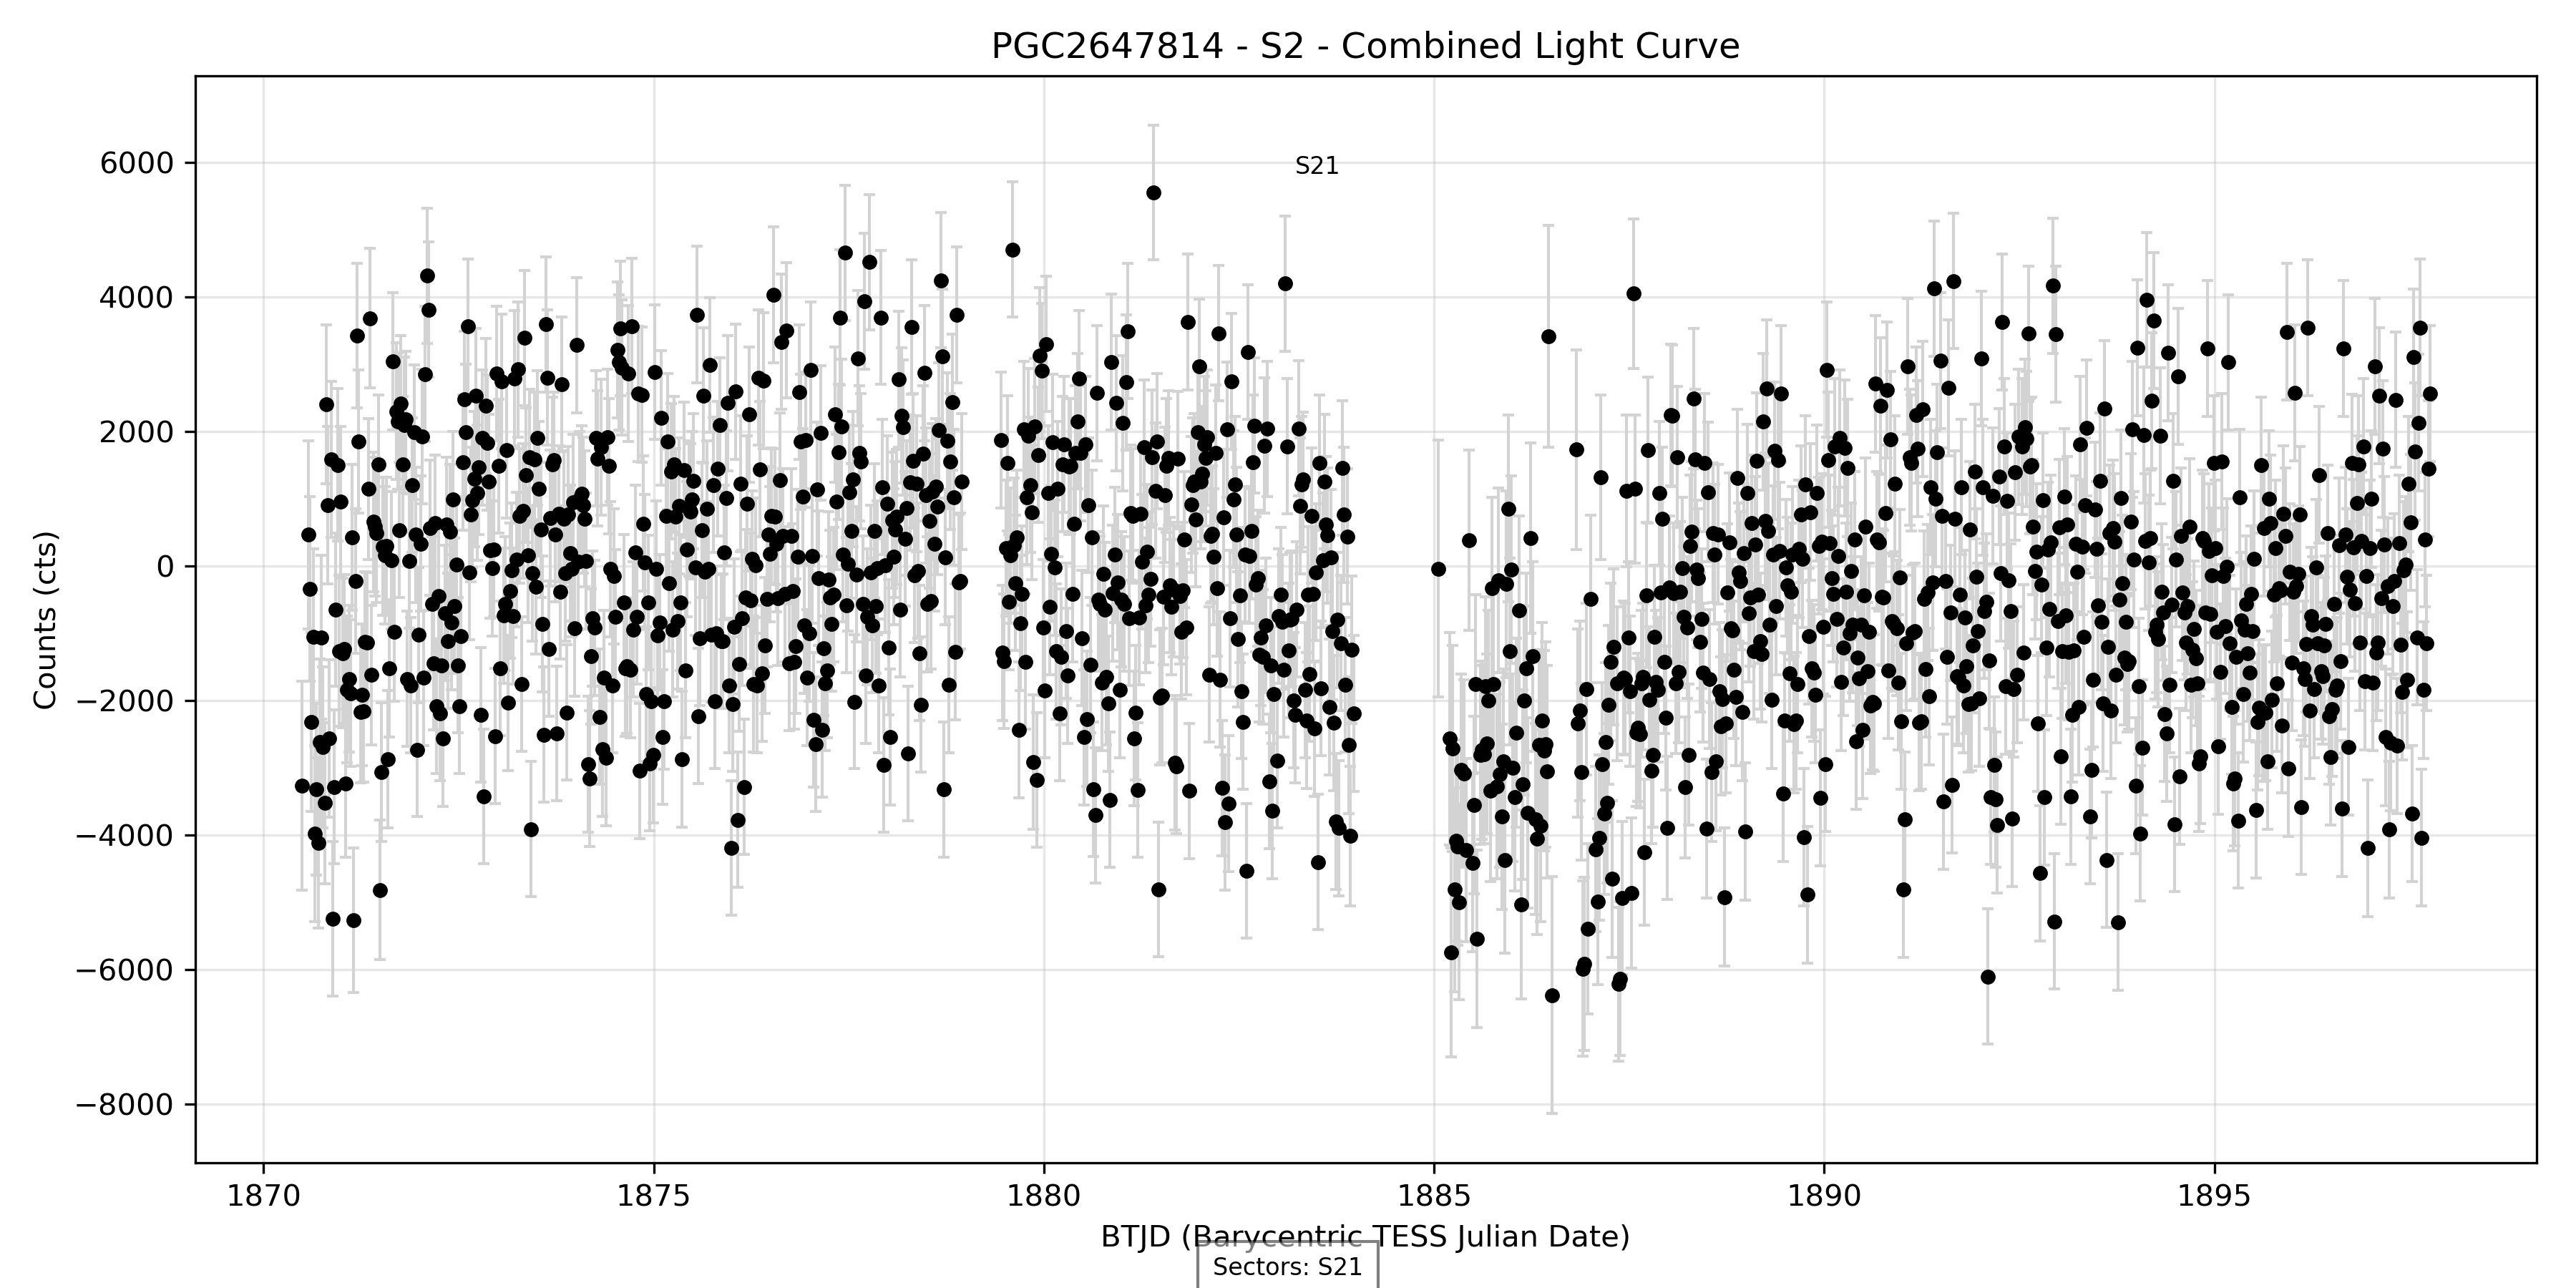 PGC2647814 - S2 - Combined Light Curve
S21
6000
4000
2000
0
−2000
−4000
−6000
−8000
Counts (cts)
1870 1875 1880 1885 1890 1895
BTJD (Barycentric TESS Julian Date)
Sectors: S21